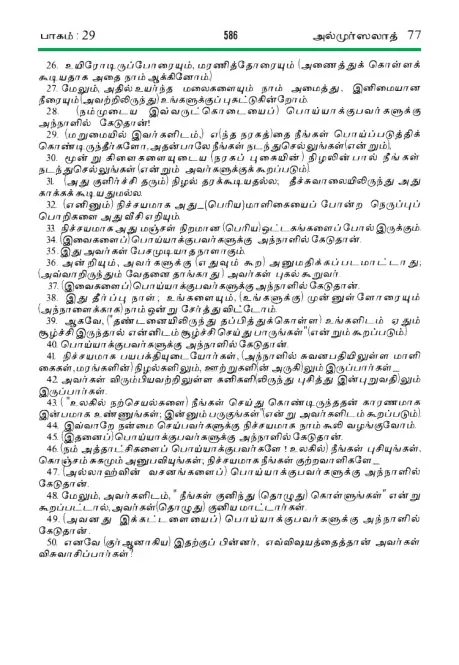 பாகம் : 29 586 அல்முர்ஸலாத் 77
26. உயிரோடிருப்போரையும், மரணித்தோரையும் (அணைத்துக் கொள்ளக்
கூடியதாக அதை நாம் ஆக்கினோம்.)
27. மேலும், அதில் உயர்ந்த மலைகளையும் நாம் அமைத்து, இனிமையான
நீரையும் (அவற்றிலிருந்து) உங்களுக்குப் புகட்டுகின்றோம்.
28. (நம்முடைய இவ்வருட்கொடையைப்) பொய்யாக்குபவர்களுக்கு
அந்நாளில் கேடுதான்!
29. (மறுமையில் இவர்களிடம்,) எ(ந்த நரகத்)தை நீங்கள் பொய்ப்படுத்திக்
கொண்டிருந்தீர்களோ, அதன்பாலே நீங்கள் நடந்துசெல்லுங்கள் (என்றும்),
30. மூன்று கிளைகளையுடைய (நரகப் புகையின்) நிழலின் பால் நீங்கள்
நடந்துசெல்லுங்கள் (என்றும் அவர்களுக்குக் கூறப்படும்).
31. (அது குளிர்ச்சி தரும்) நிழல் தரக்கூடியதல்ல; தீச்சுவாலையிலிருந்து அது
காக்கக் கூடியதுமல்ல.
32. (எனினும்) நிச்சயமாக அது_(பெரிய)மாளிகையைப் போன்ற நெருப்புப்
பொறிகளை அது வீசி எறியும்.
33. நிச்சயமாக அது மஞ்சள் நிறமான (பெரிய)ஒட்டகங்களைப்போல் இருக்கும்.
34. (இவைகளைப்)பொய்யாக்குபவர்களுக்கு அந்நாளில் கேடுதான்.
35. இது அவர்கள் பேசமுடியாத நாளாகும்.
36. அன்றியும், அவர்களுக்கு (எதுவும் கூற) அனுமதிக்கப்படமாட்டாது;
(அவ்வாறிருந்தும் வேதனை தாங்காது) அவர்கள் புகல் கூறுவர்.
37. (இவைகளைப்)பொய்யாக்குபவர்களுக்கு அந்நாளில் கேடுதான்.
38. இது தீர்ப்பு நாள்; உங்களையும், (உங்களுக்கு) முன்னுள்ளோரையும்
(அந்நாளைக்காக)நாம் ஒன்று சேர்த்துவிட்டோம்.
39. ஆகவே, ("தண்டனையிலிருந்து தப்பித்துக்கொள்ள) உங்களிடம் ஏதும்
சூழ்ச்சி இருந்தால் என்னிடம் சூழ்ச்சி செய்து பாருங்கள்"(என்றும் கூறப்படும்.)
40. பொய்யாக்குபவர்களுக்கு அந்நாளில் கேடுதான்.
41. நிச்சயமாக பயபக்தியுடையோர்கள், (அந்நாளில் சுவனபதியிலுள்ள மாளி
கைகள், மரங்களின்) நிழல்களிலும், ஊற்றுகளி(ன் அருகி)லும் இருப்பார்கள்_
42. அவர்கள் விரும்பியவற்றிலுள்ள கனிகளி(லிருந்து புசித்து இன்புறுவதி)லும்
இருப்பார்கள்.
43. ("உலகில் நற்செயல்களை) நீங்கள் செய்து கொண்டிருந்ததன் காரணமாக
இன்பமாக உண்ணுங்கள்; இன்னும் பருகுங்கள்"(என்று அவர்களிடம் கூறப்படும்).
44. இவ்வாறே நன்மை செய்பவர்களுக்கு நிச்சயமாக நாம் கூலி வழங்குவோம்.
45. (இதனைப்)பொய்யாக்குபவர்களுக்கு அந்நாளில் கேடுதான்.
46. (நம் அத்தாட்சிகளைப் பொய்யாக்குபவர்களே! உலகில்) நீங்கள் புசியுங்கள்,
கொஞ்சம் சுகமும் அனுபவியுங்கள்; நிச்சயமாக நீங்கள் குற்றவாளிகளே_
47. (அல்லாஹ்வின் வசனங்களைப்) பொய்யாக்குபவர்களுக்கு அந்நாளில்
கேடுதான்.
48. மேலும், அவர்களிடம், "நீங்கள் குனிந்து (தொழுது) கொள்ளுங்கள்" என்று
கூறப்பட்டால், அவர்கள்(தொழுது) குனியமாட்டார்கள்.
49. (அவனது இக்கட்டளையைப்) பொய்யாக்குபவர்களுக்கு அந்நாளில்
கேடுதான்.
50. எனவே (குர்ஆனாகிய) இதற்குப் பின்னர், எவ்விஷயத்தைத்தான் அவர்கள்
விசுவாசிப்பார்கள்?